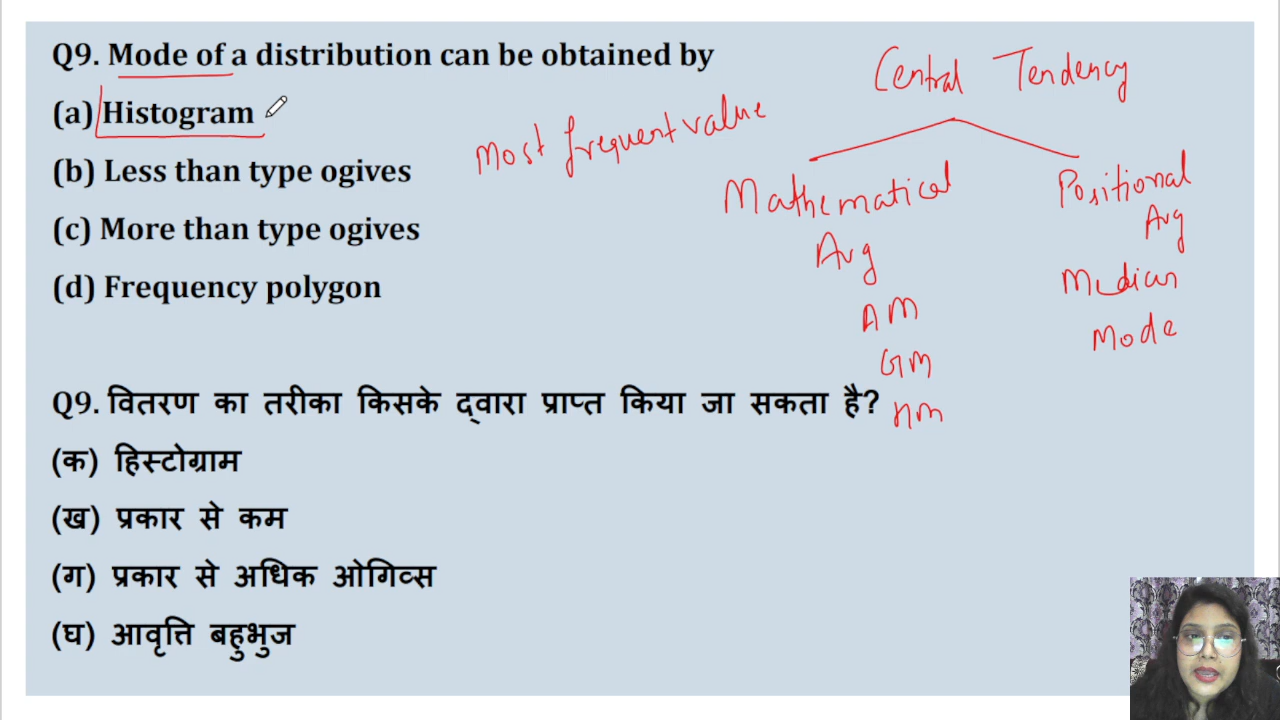 Q9. Mode of a distribution can be obtained by
(a) Histogram
(b) Less than type ogives
(c) More than type ogives
(d) Frequency polygon
Most frequent value
Central Tendency
Mathematical
Avg
AM
GM
HM
Positional
Avg
Median
Mode
Q9. वितरण का तरीका किसके द्वारा प्राप्त किया जा सकता है?
(क) हिस्टोग्राम
(ख) प्रकार से कम
(ग) प्रकार से अधिक ओगिव्स
(घ) आवृत्ति बहुभुज